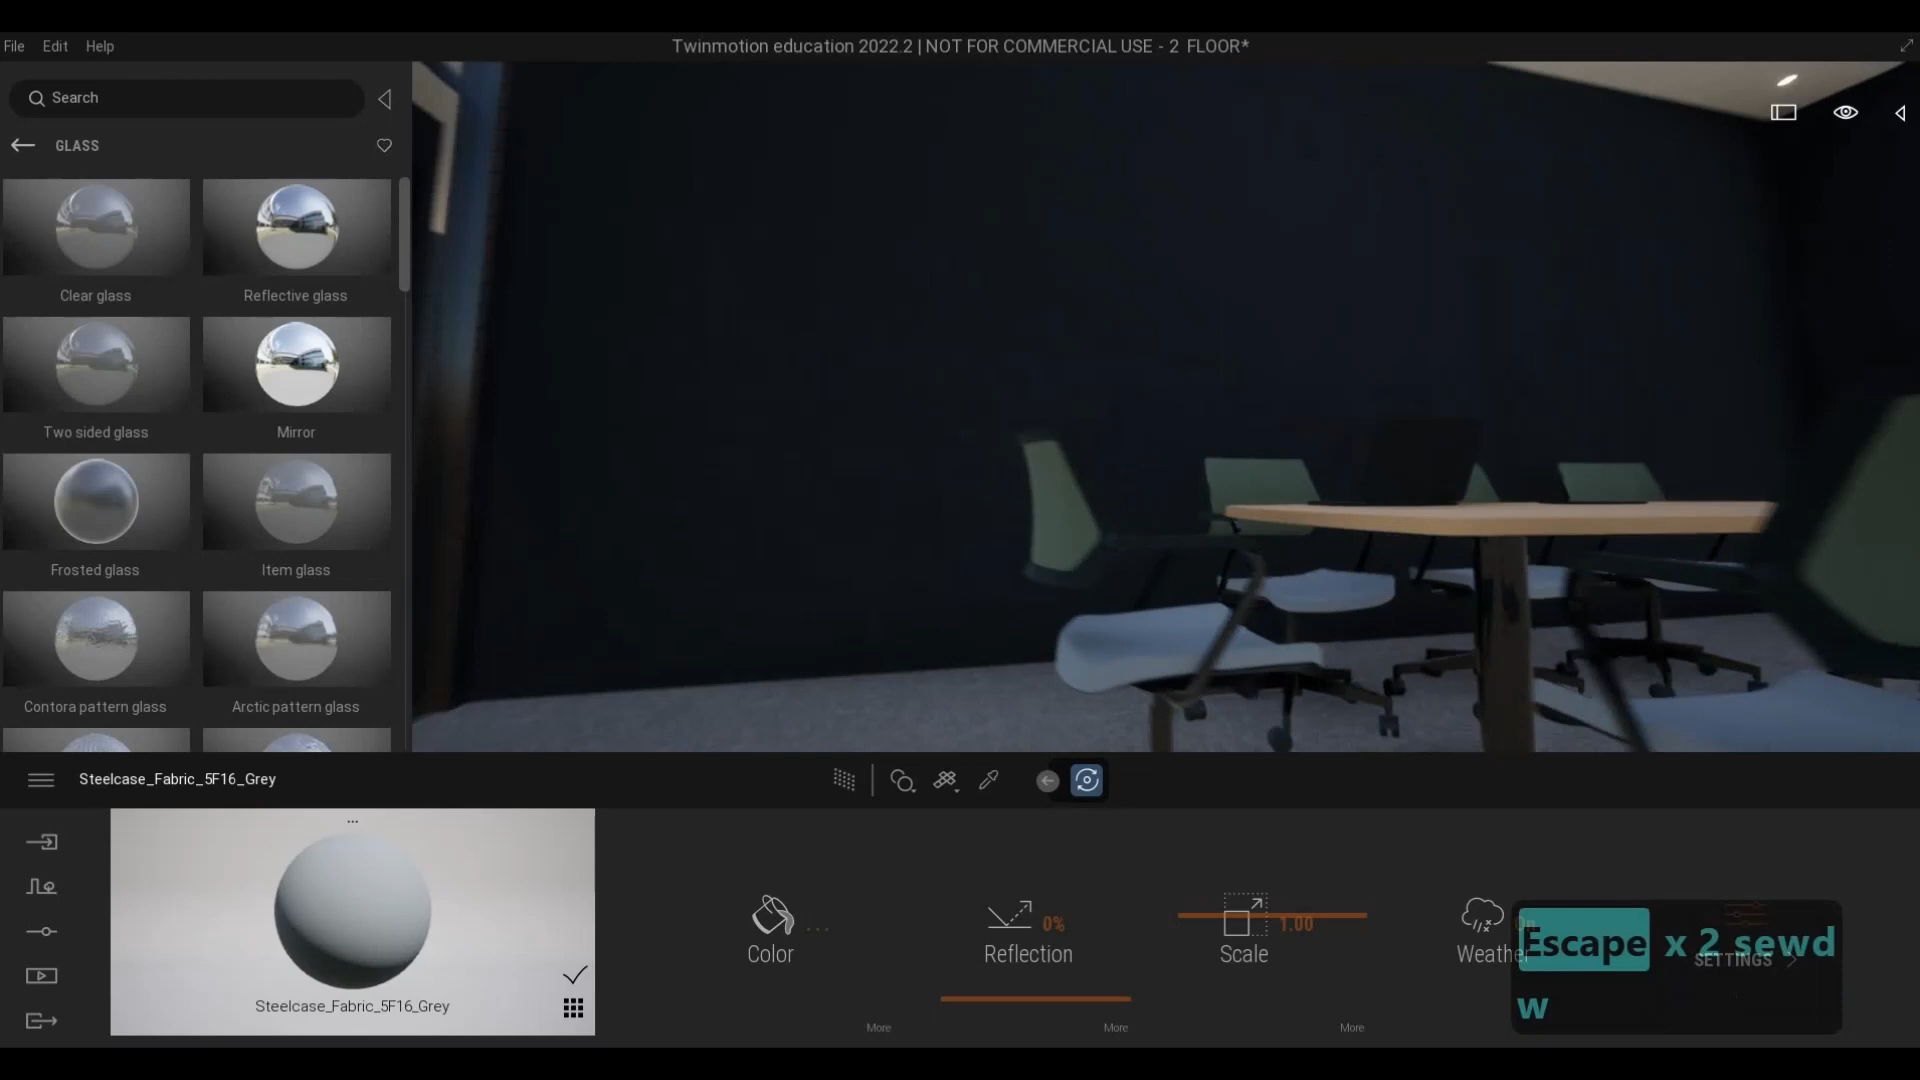 File Edit Help
Twinmotion education 2022.2 | NOT FOR COMMERCIAL USE - 2 FLOOR*
Search
GLASS
Clear glass
Reflective glass
Two sided glass
Mirror
Frosted glass
Item glass
Contora pattern glass
Arctic pattern glass
Steelcase_Fabric_5F16_Grey
...
Steelcase_Fabric_5F16_Grey
Color
...
More
Reflection
0%
More
Scale
1.00
More
Weather
SETTINGS
Escape x 2 sewd
w